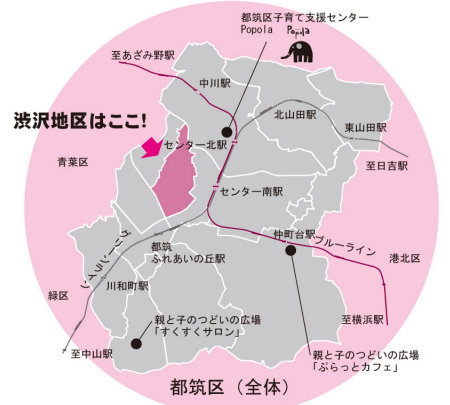 都筑区子育て支援センター
Popola
Popola
至あざみ野駅
中川駅
渋沢地区はここ!
北山田駅
東山田駅
センター北駅
青葉区
至日吉駅
センター南駅
グリーンライン
都筑
ふれあいの丘駅
仲町台駅
ブルーライン
港北区
緑区
川和町駅
親と子のつどいの広場
「すくすくサロン」
至横浜駅
至中山駅
親と子のつどいの広場
「ぷらっとカフェ」
都筑区（全体）